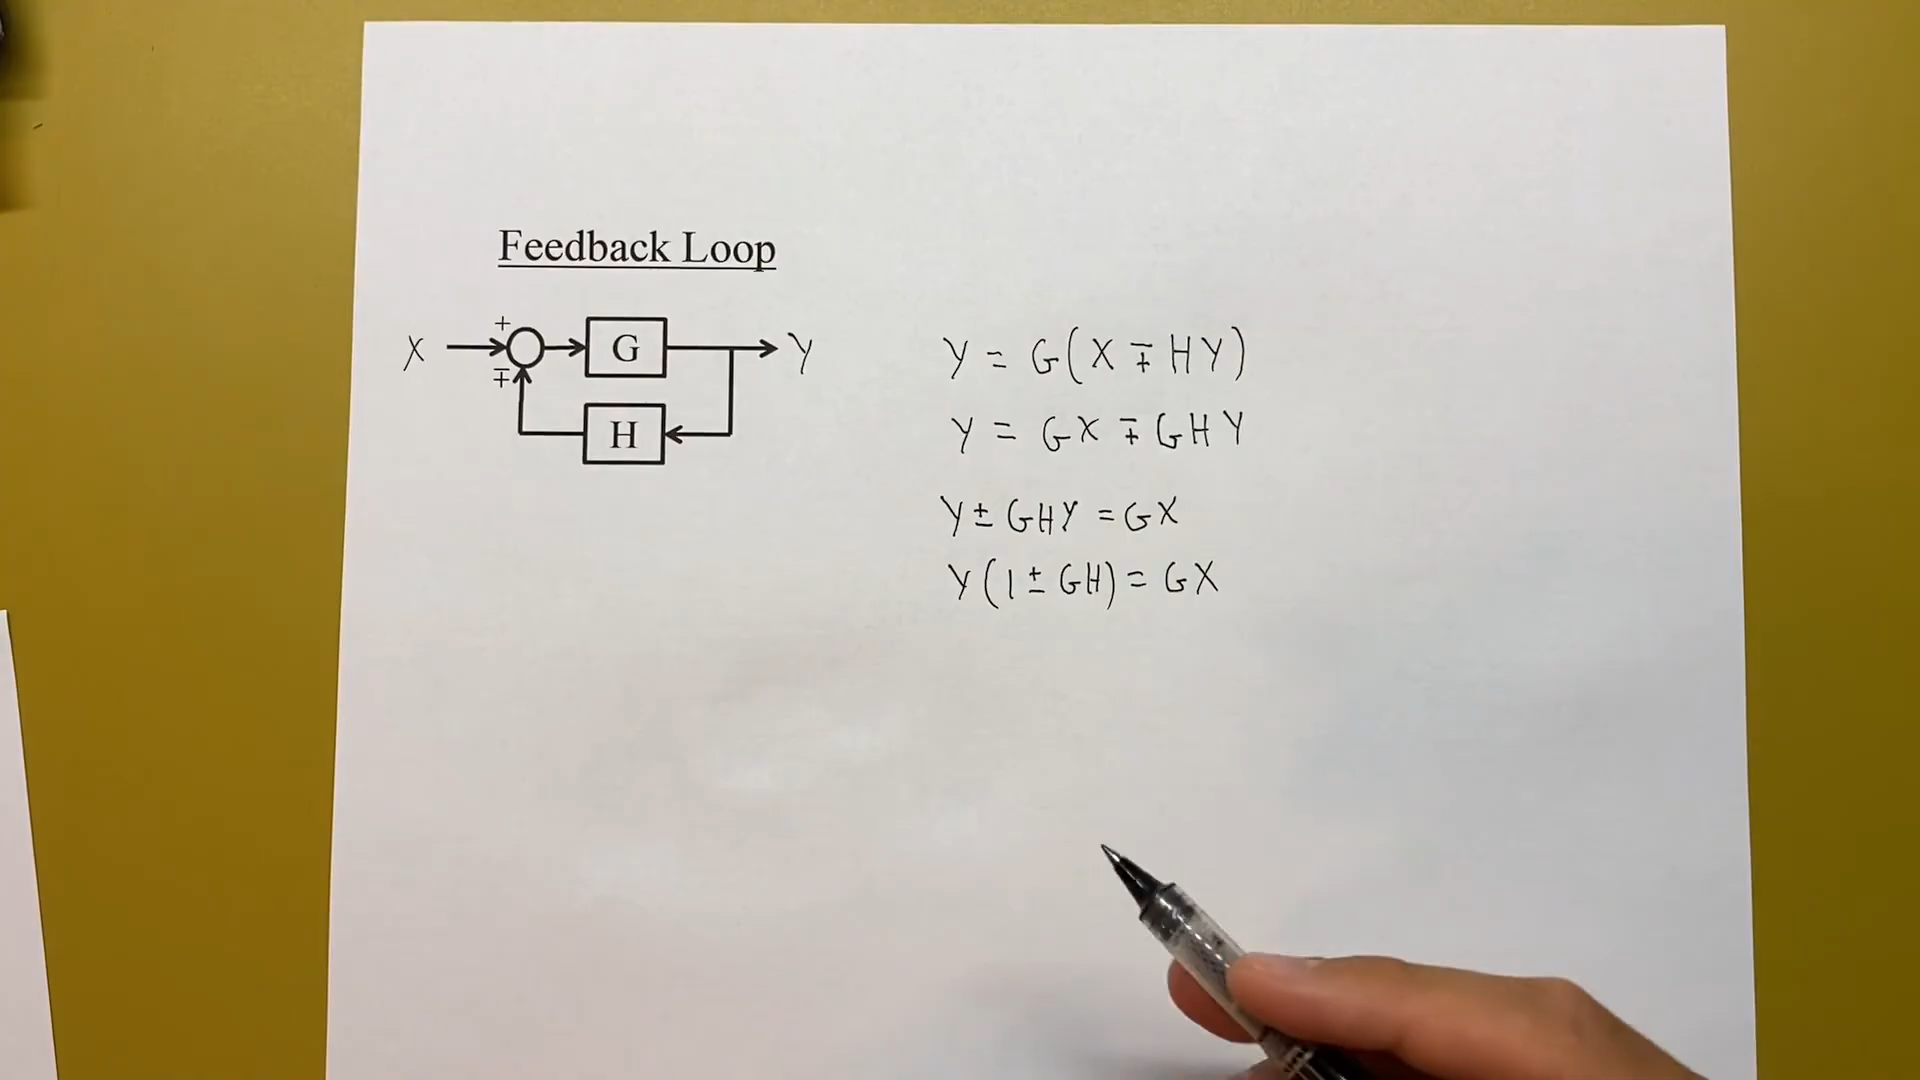 Feedback Loop
X + ∓ G Y
H
Y = G(X ∓ HY)
Y = GX ∓ GHY
Y ± GHY = GX
Y(1 ± GH) = GX